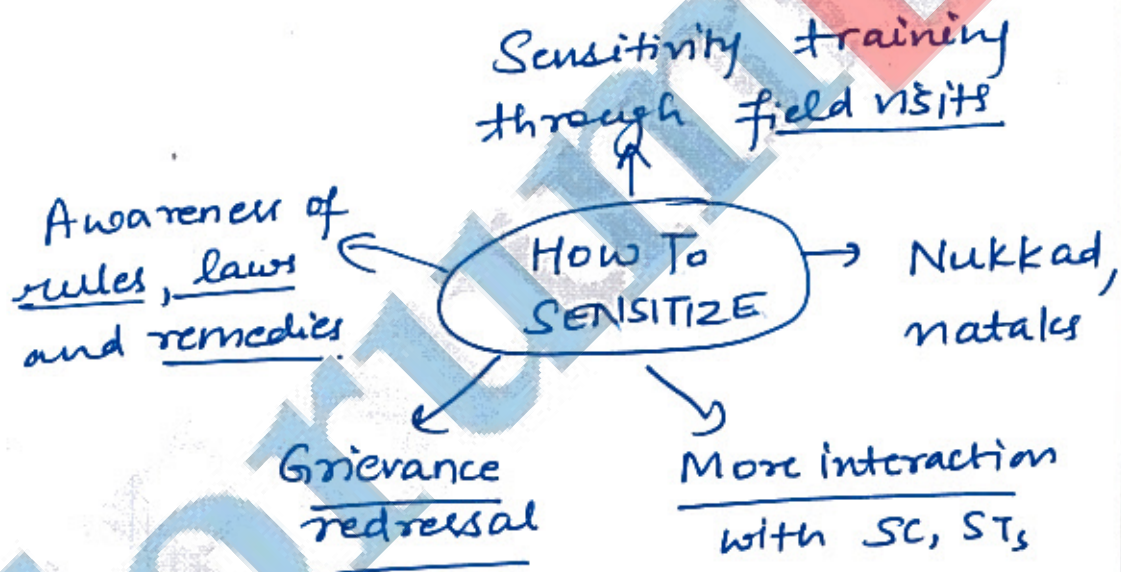 Sensitivity training
through field visits
Awareness of
rules, laws
and remedies.
HOW TO
SENSITIZE
Nukkad,
nataks
Grievance
redressal
More interaction
with SC, STs
orum